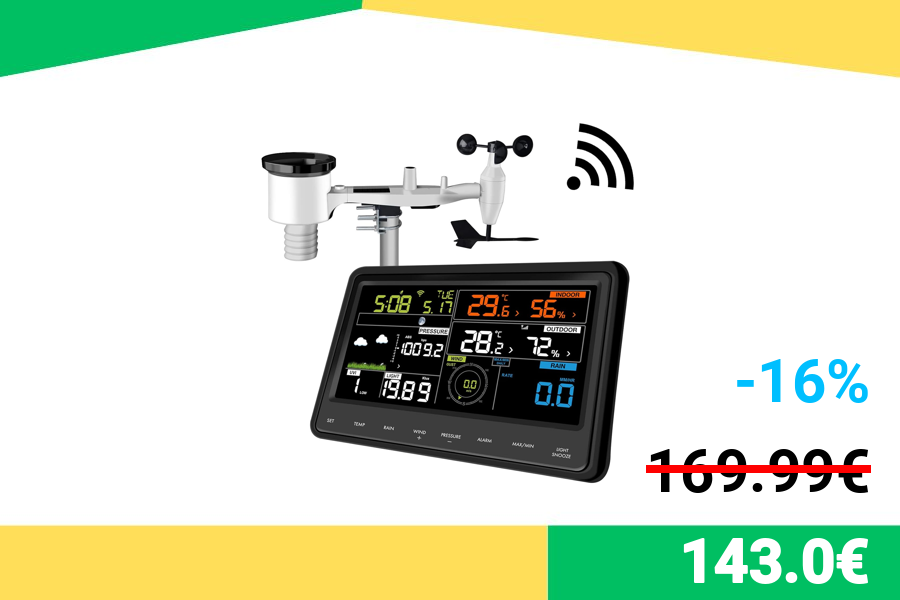 5:08 TUE 5.17
INDOOR
29.6 °C 56%
PRESSURE
1009.2
OUTDOOR
28.2 °C 72%
WIND
RAIN
RATE
0.0
0.0
UVI
LIGHT
1 LOW 19.89
SET TEMP RAIN WIND + PRESSURE − ALARM MAX/MIN LIGHT SNOOZE
-16%
169.99€
143.0€